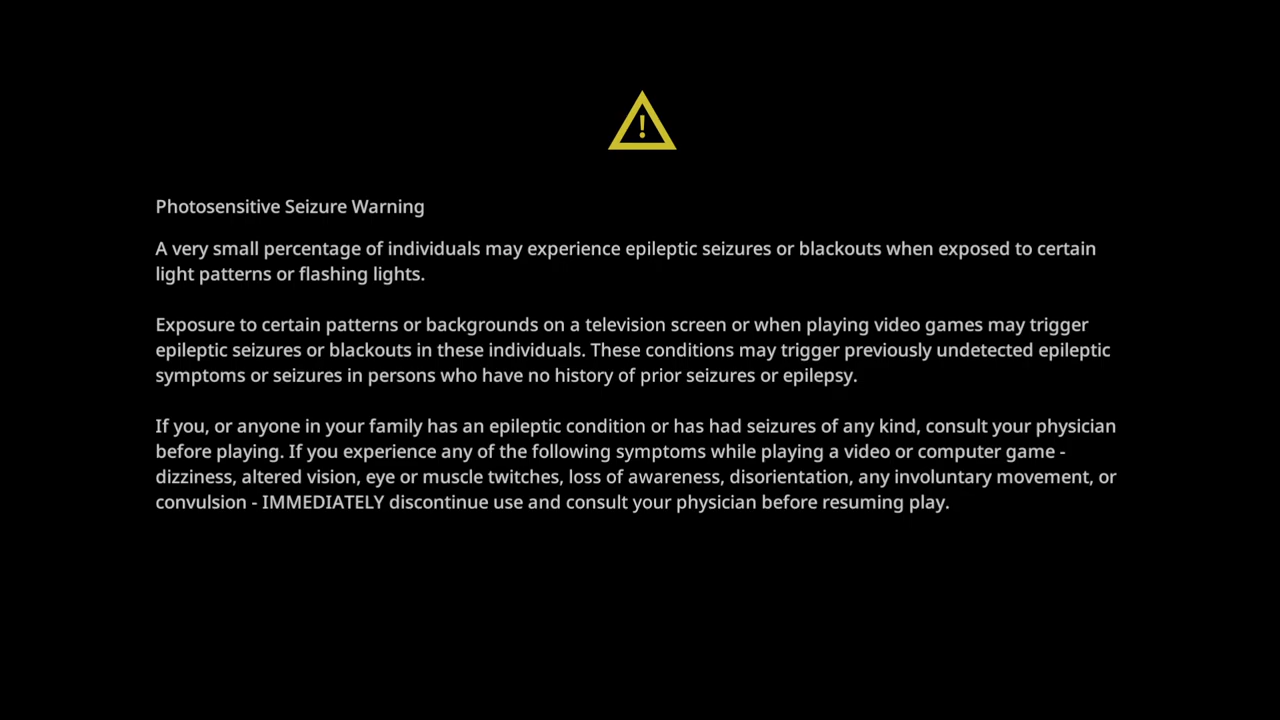 !
Photosensitive Seizure Warning
A very small percentage of individuals may experience epileptic seizures or blackouts when exposed to certain
light patterns or flashing lights.
Exposure to certain patterns or backgrounds on a television screen or when playing video games may trigger
epileptic seizures or blackouts in these individuals. These conditions may trigger previously undetected epileptic
symptoms or seizures in persons who have no history of prior seizures or epilepsy.
If you, or anyone in your family has an epileptic condition or has had seizures of any kind, consult your physician
before playing. If you experience any of the following symptoms while playing a video or computer game -
dizziness, altered vision, eye or muscle twitches, loss of awareness, disorientation, any involuntary movement, or
convulsion - IMMEDIATELY discontinue use and consult your physician before resuming play.